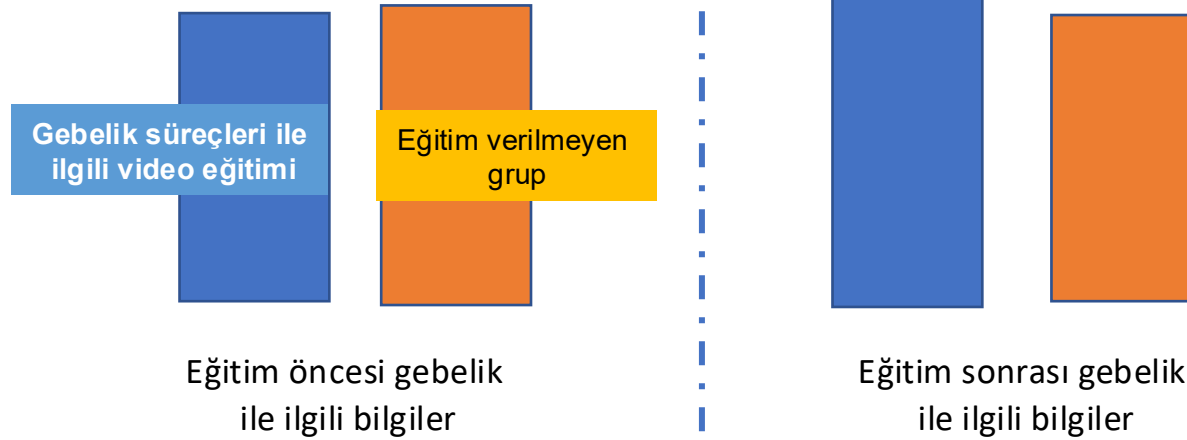 Gebelik süreçleri ile
ilgili video eğitimi
Eğitim verilmeyen
grup
Eğitim öncesi gebelik
ile ilgili bilgiler
Eğitim sonrası gebelik
ile ilgili bilgiler